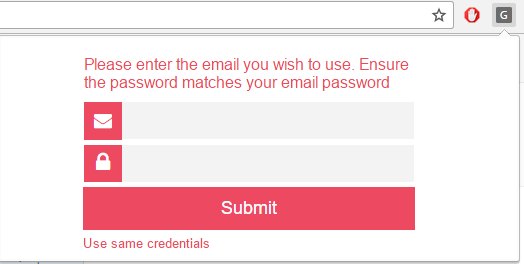 G
Please enter the email you wish to use. Ensure
the password matches your email password
Submit
Use same credentials